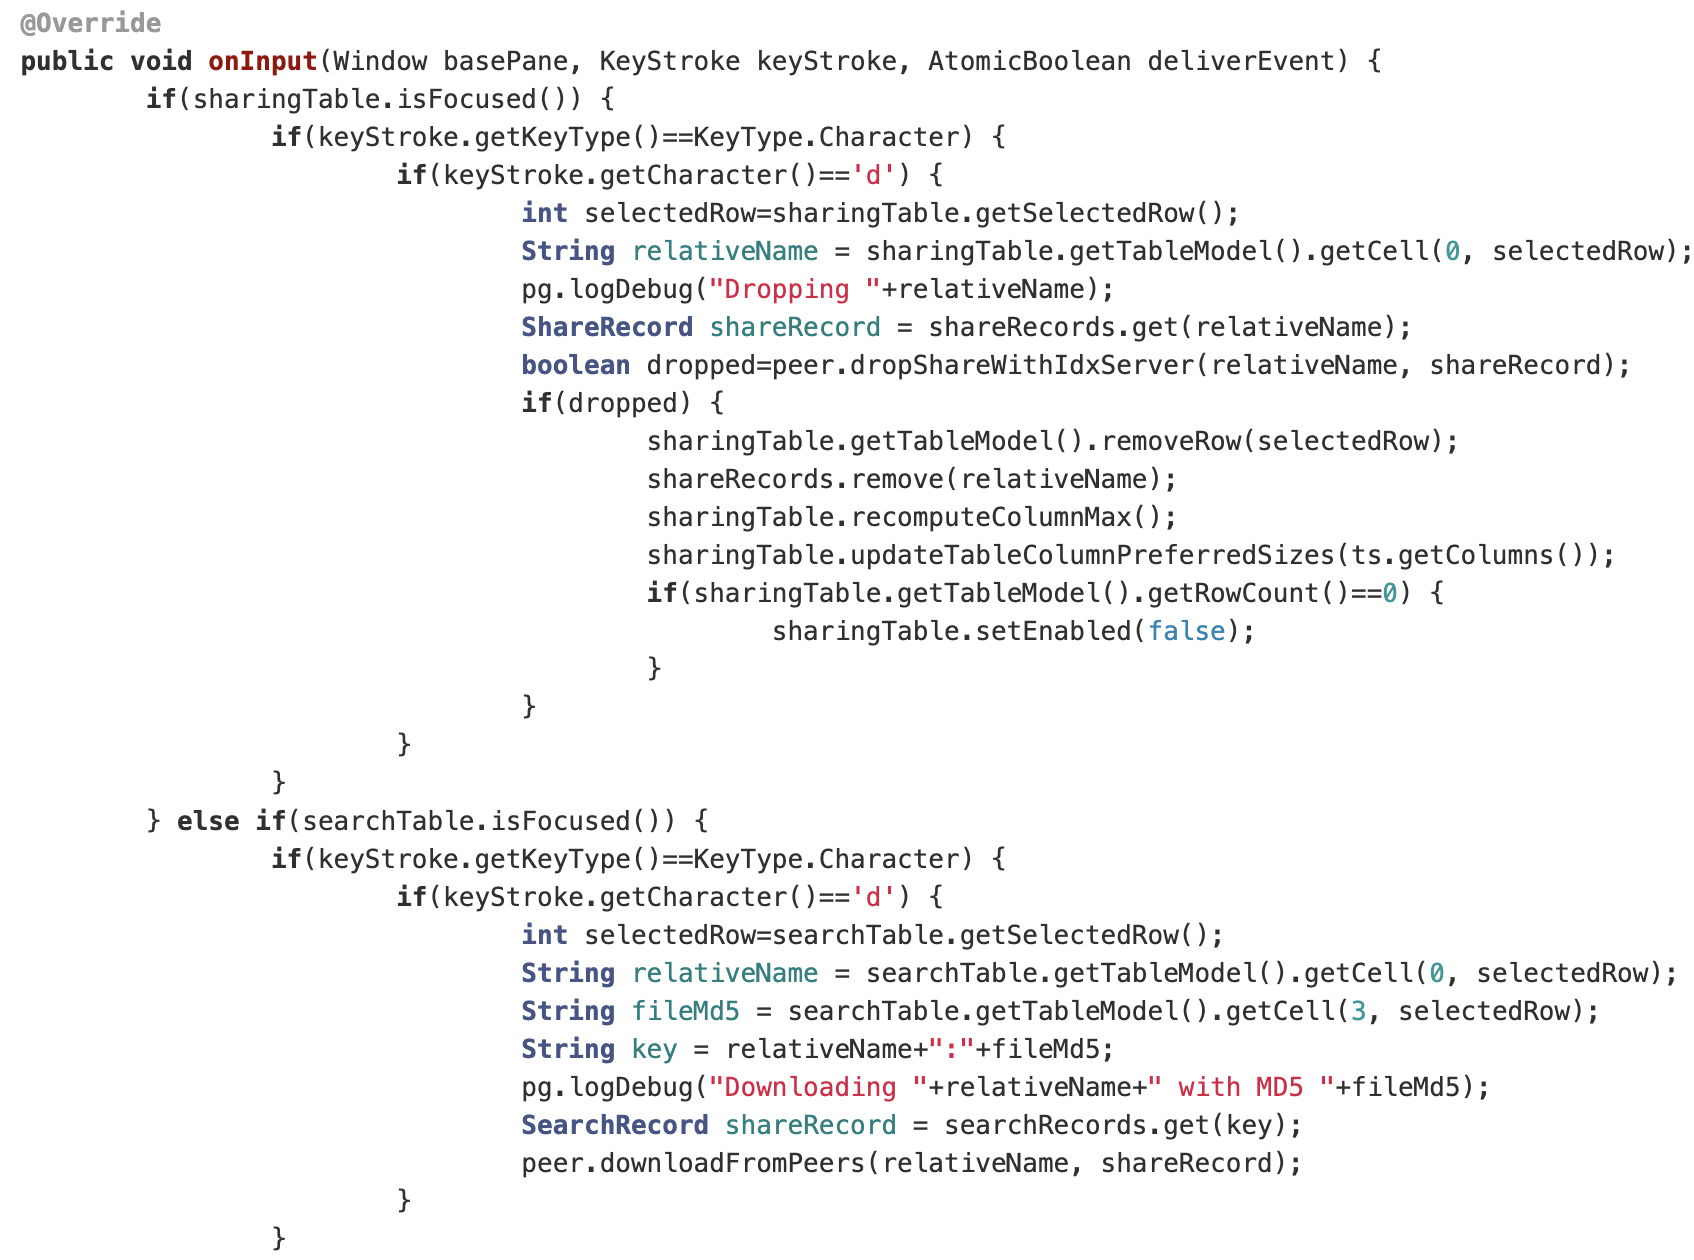 @Override
public void onInput(Window basePane, KeyStroke keyStroke, AtomicBoolean deliverEvent) {
        if(sharingTable.isFocused()) {
                if(keyStroke.getKeyType()==KeyType.Character) {
                        if(keyStroke.getCharacter()=='d') {
                                int selectedRow=sharingTable.getSelectedRow();
                                String relativeName = sharingTable.getTableModel().getCell(0, selectedRow);
                                pg.logDebug("Dropping "+relativeName);
                                ShareRecord shareRecord = shareRecords.get(relativeName);
                                boolean dropped=peer.dropShareWithIdxServer(relativeName, shareRecord);
                                if(dropped) {
                                        sharingTable.getTableModel().removeRow(selectedRow);
                                        shareRecords.remove(relativeName);
                                        sharingTable.recomputeColumnMax();
                                        sharingTable.updateTableColumnPreferredSizes(ts.getColumns());
                                        if(sharingTable.getTableModel().getRowCount()==0) {
                                                sharingTable.setEnabled(false);
                                        }
                                }
                        }
                }
        } else if(searchTable.isFocused()) {
                if(keyStroke.getKeyType()==KeyType.Character) {
                        if(keyStroke.getCharacter()=='d') {
                                int selectedRow=searchTable.getSelectedRow();
                                String relativeName = searchTable.getTableModel().getCell(0, selectedRow);
                                String fileMd5 = searchTable.getTableModel().getCell(3, selectedRow);
                                String key = relativeName+":"+fileMd5;
                                pg.logDebug("Downloading "+relativeName+" with MD5 "+fileMd5);
                                SearchRecord shareRecord = searchRecords.get(key);
                                peer.downloadFromPeers(relativeName, shareRecord);
                        }
                }